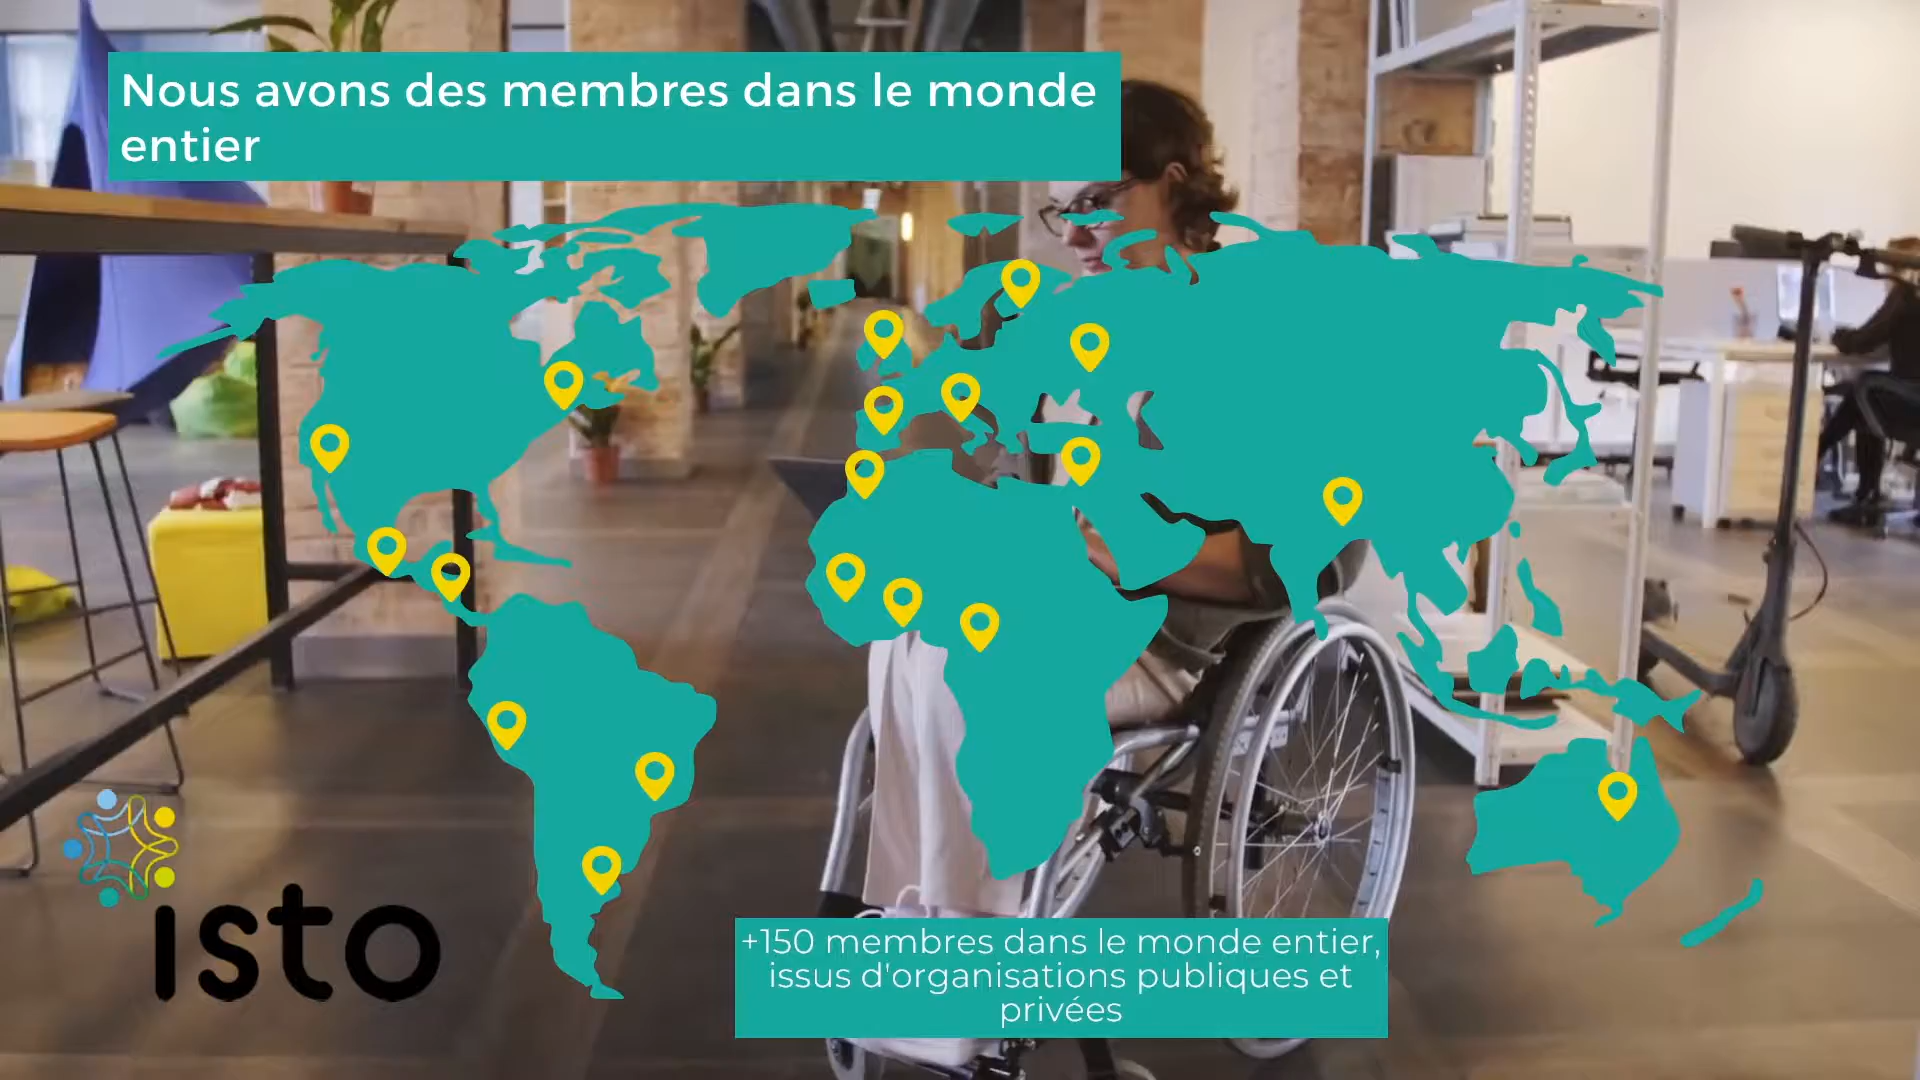 Nous avons des membres dans le monde
entier
isto
+150 membres dans le monde entier,
issus d'organisations publiques et
privées